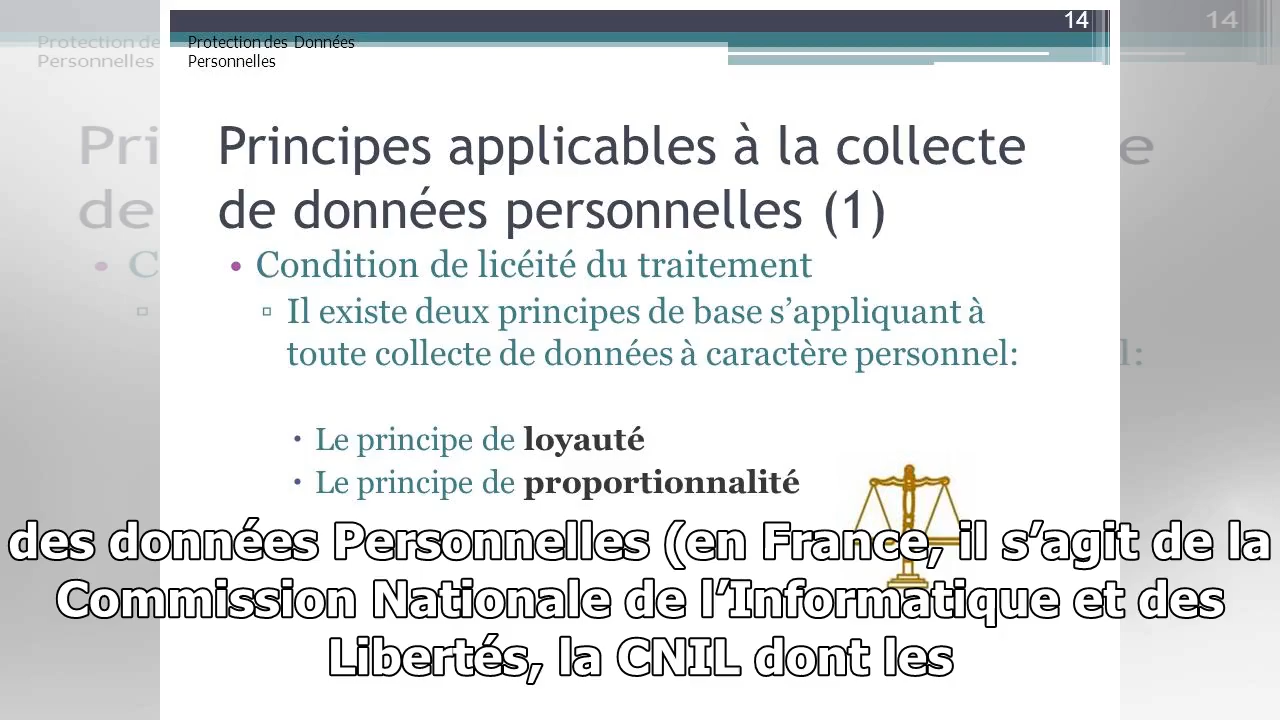 14
Protection des Données
Personnelles
Principes applicables à la collecte
de données personnelles (1)
• Condition de licéité du traitement
▫ Il existe deux principes de base s’appliquant à
toute collecte de données à caractère personnel:
▪ Le principe de loyauté
▪ Le principe de proportionnalité
des données Personnelles (en France, il s’agit de la
Commission Nationale de l’Informatique et des
Libertés, la CNIL dont les